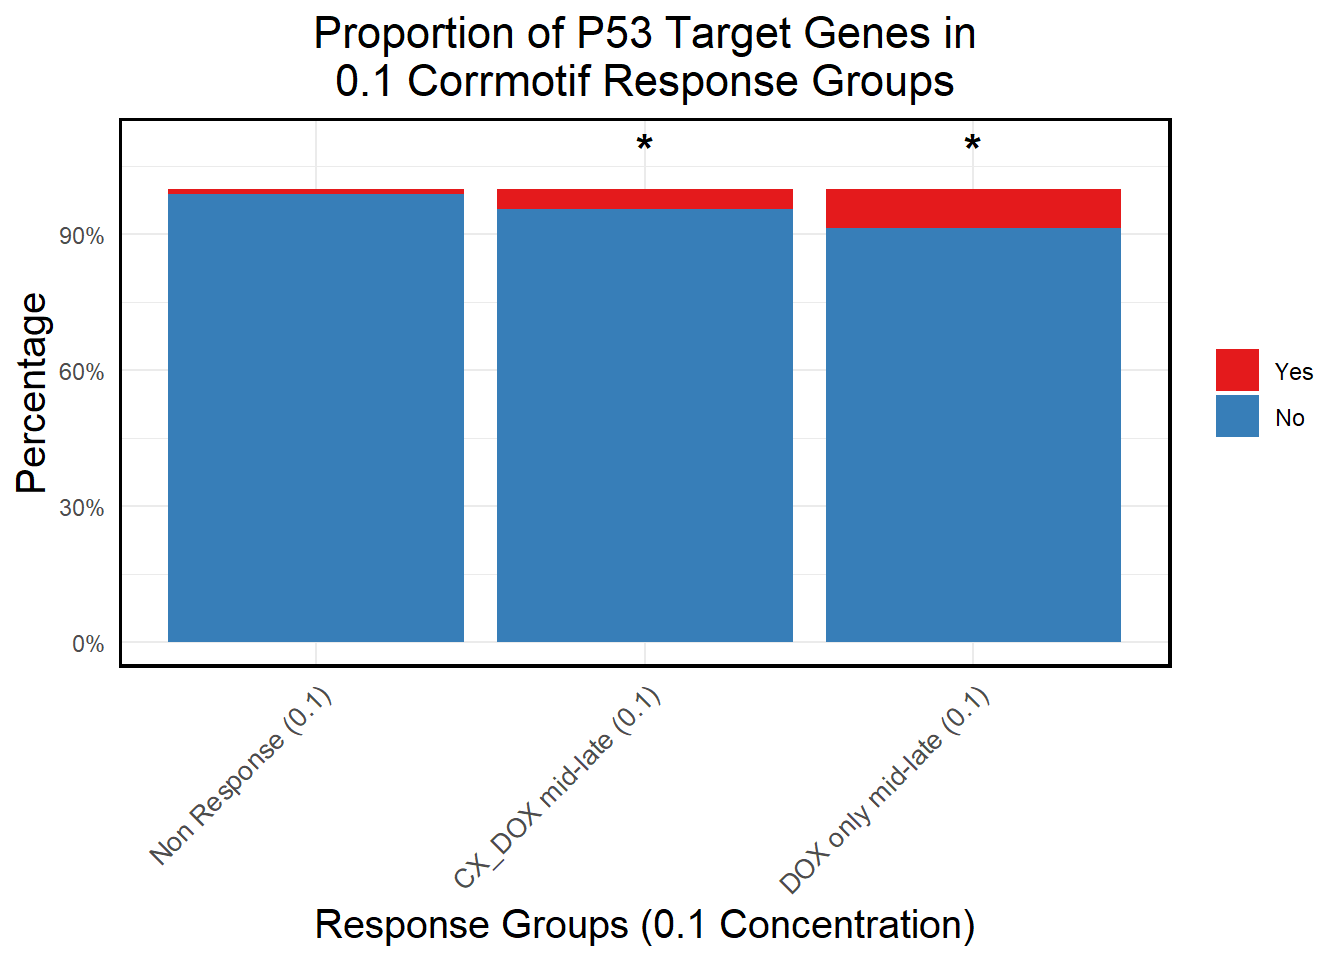 Proportion of P53 Target Genes in
0.1 Corrmotif Response Groups
*
*
Percentage
90%
60%
30%
0%
Yes
No
Non Response (0.1)
CX_DOX mid-late (0.1)
DOX only mid-late (0.1)
Response Groups (0.1 Concentration)